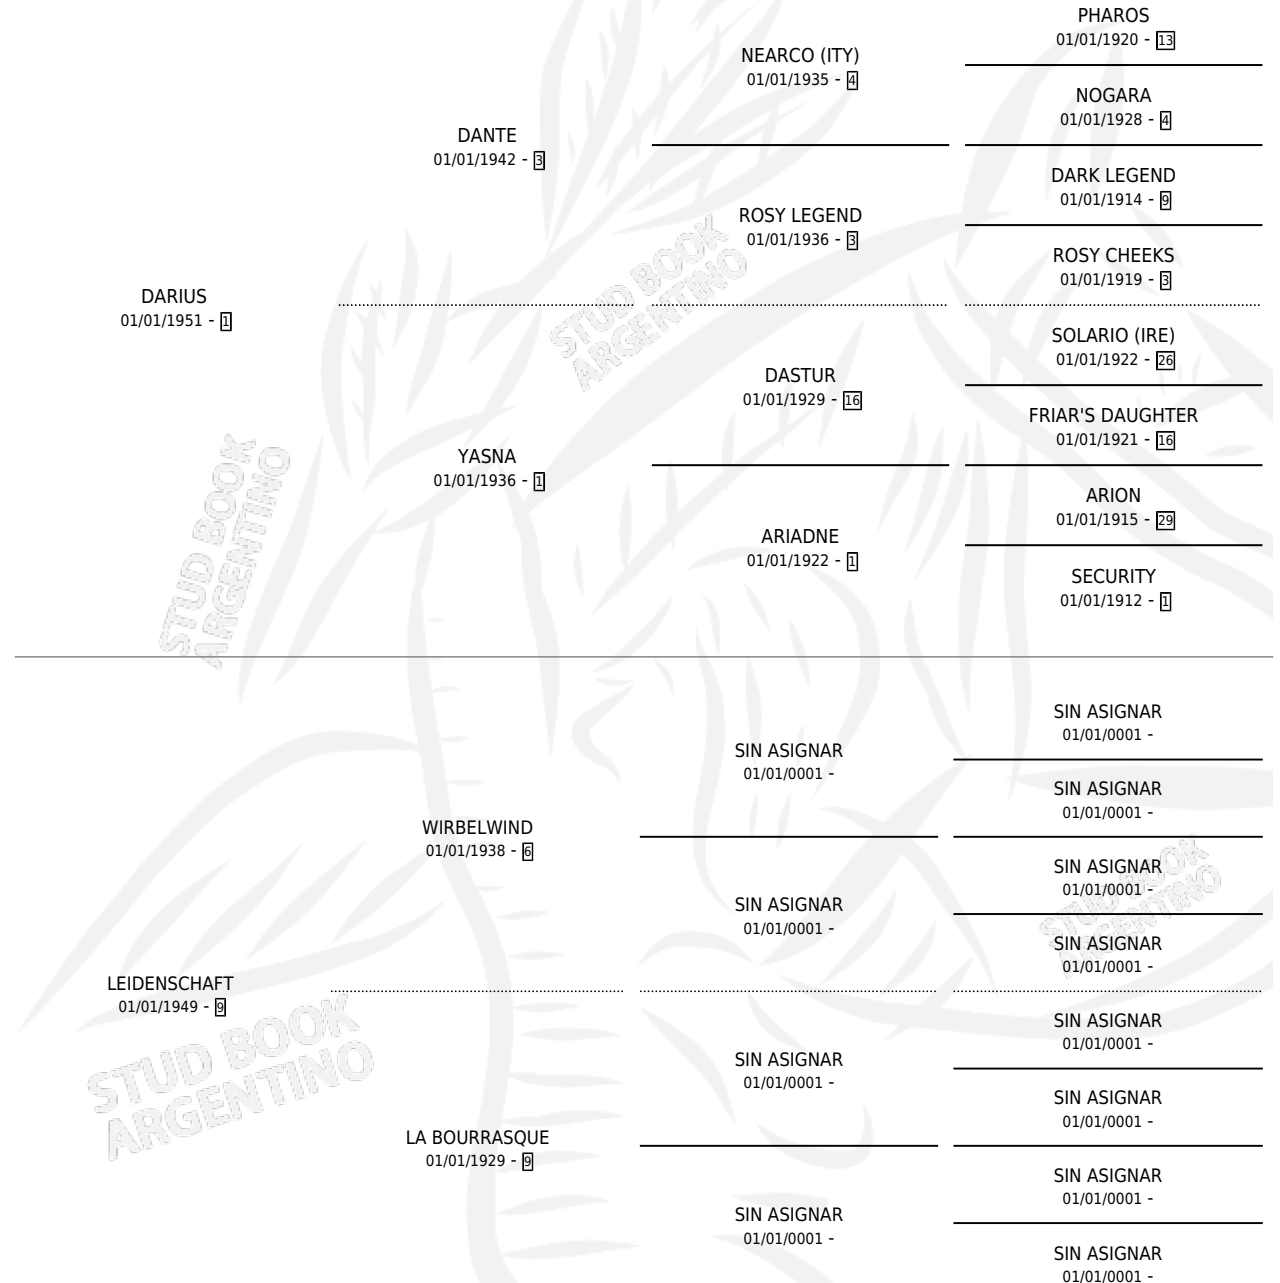 PHAROS
01/01/1920 - 13
NEARCO (ITY)
01/01/1935 - 4
NOGARA
01/01/1928 - 4
DANTE
01/01/1942 - 3
DARK LEGEND
01/01/1914 - 9
ROSY LEGEND
01/01/1936 - 3
ROSY CHEEKS
01/01/1919 - 3
DARIUS
01/01/1951 - 1
STUD BOOK
ARGENTINO
SOLARIO (IRE)
01/01/1922 - 26
DASTUR
01/01/1929 - 16
FRIAR'S DAUGHTER
01/01/1921 - 16
YASNA
01/01/1936 - 1
ARION
01/01/1915 - 29
ARIADNE
01/01/1922 - 1
SECURITY
01/01/1912 - 1
STUD BOOK
ARGENTINO
SIN ASIGNAR
01/01/0001 -
SIN ASIGNAR
01/01/0001 -
SIN ASIGNAR
01/01/0001 -
WIRBELWIND
01/01/1938 - 6
SIN ASIGNAR
01/01/0001 -
SIN ASIGNAR
01/01/0001 -
SIN ASIGNAR
01/01/0001 -
STUD BOOK
ARGENTINO
LEIDENSCHAFT
01/01/1949 - 9
SIN ASIGNAR
01/01/0001 -
SIN ASIGNAR
01/01/0001 -
SIN ASIGNAR
01/01/0001 -
STUD BOOK
ARGENTINO
LA BOURRASQUE
01/01/1929 - 9
SIN ASIGNAR
01/01/0001 -
SIN ASIGNAR
01/01/0001 -
SIN ASIGNAR
01/01/0001 -